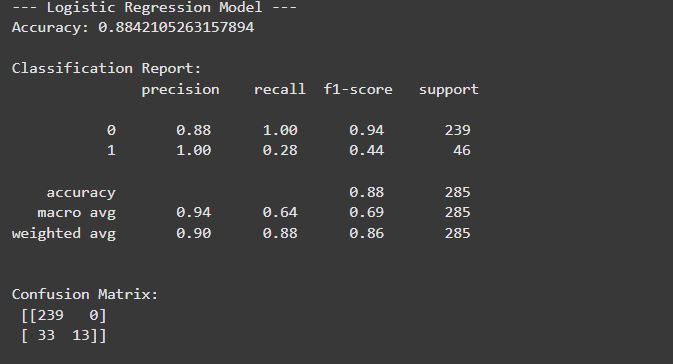 --- Logistic Regression Model ---
Accuracy: 0.8842105263157894
Classification Report:
precision recall f1-score support
0 0.88 1.00 0.94 239
1 1.00 0.28 0.44 46
accuracy 0.88 285
macro avg 0.94 0.64 0.69 285
weighted avg 0.90 0.88 0.86 285
Confusion Matrix:
[[239 0]
[ 33 13]]